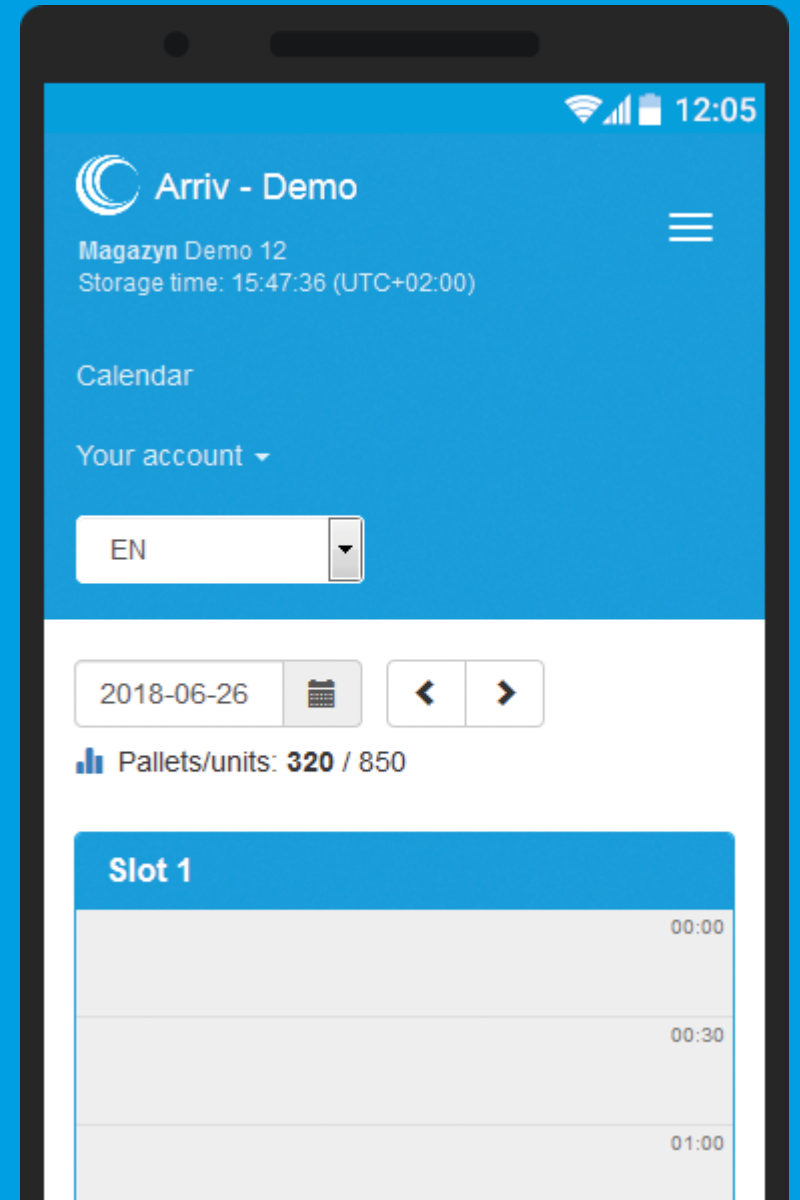 12:05
Arriv - Demo
Magazyn Demo 12
Storage time: 15:47:36 (UTC+02:00)
Calendar
Your account
EN
2018-06-26
Pallets/units: 320 / 850
Slot 1
00:00
00:30
01:00